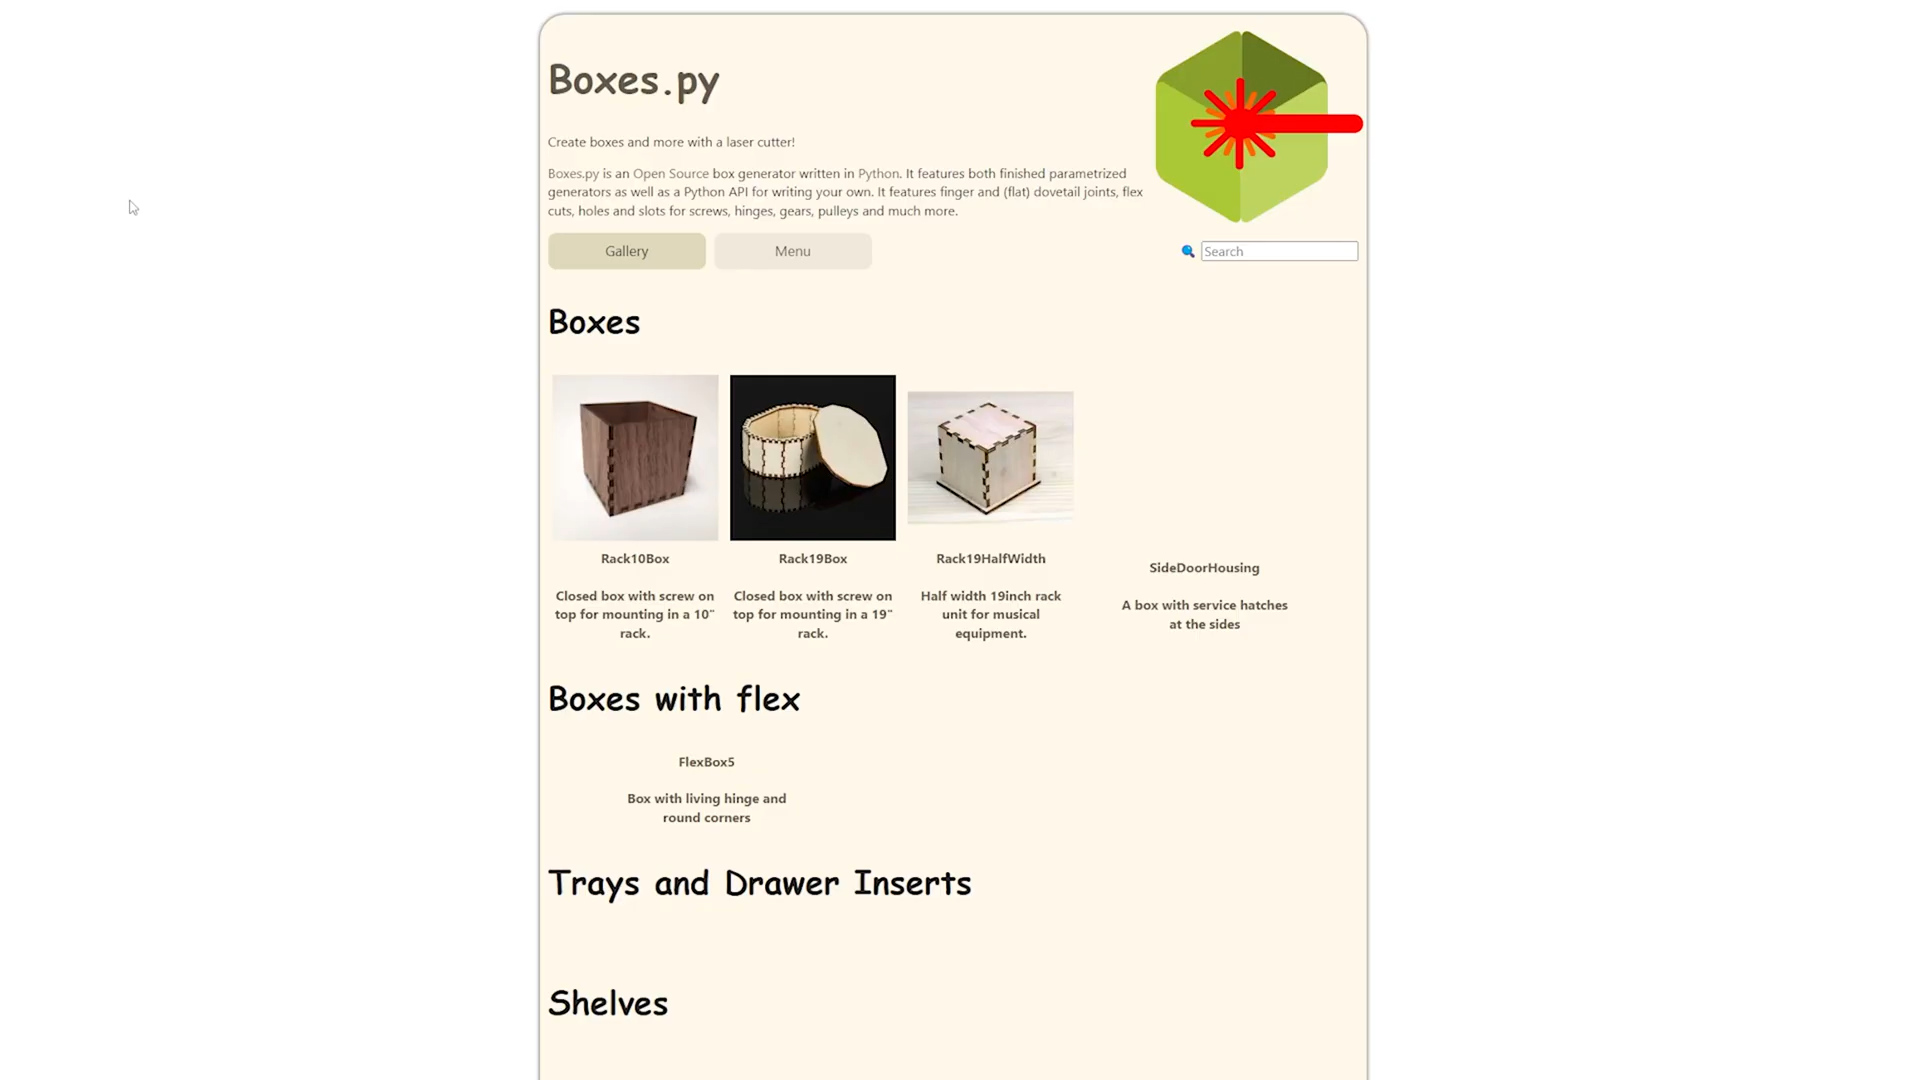 Boxes.py
Create boxes and more with a laser cutter!
Boxes.py is an Open Source box generator written in Python. It features both finished parametrized
generators as well as a Python API for writing your own. It features finger and (flat) dovetail joints, flex
cuts, holes and slots for screws, hinges, gears, pulleys and much more.
Gallery
Menu
Search
Boxes
Rack10Box
Closed box with screw on
top for mounting in a 10"
rack.
Rack19Box
Closed box with screw on
top for mounting in a 19"
rack.
Rack19HalfWidth
Half width 19inch rack
unit for musical
equipment.
SideDoorHousing
A box with service hatches
at the sides
Boxes with flex
FlexBox5
Box with living hinge and
round corners
Trays and Drawer Inserts
Shelves